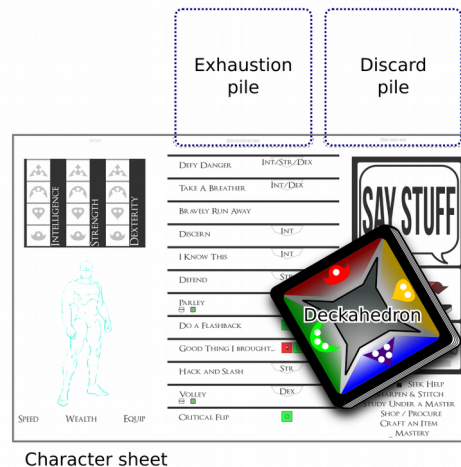 Exhaustion
pile
Discard
pile
DEFY DANGER INT/STR/DEX
TAKE A BREATHER INT/DEX
BRAVELY RUN AWAY
DISCERN INT
I KNOW THIS INT
DEFEND STR
PARLEY
DO A FLASHBACK
GOOD THING I BROUGHT...
HACK AND SLASH STR
VOLLEY DEX
CRITICAL FLIP
INTELLIGENCE
STRENGTH
DEXTERITY
SPEED WEALTH EQUIP
SAY STUFF
Deckahedron
SEEK HELP
SHARPEN & STITCH
STUDY UNDER A MASTER
SHOP / PROCURE
CRAFT AN ITEM
_ MASTERY
Character sheet